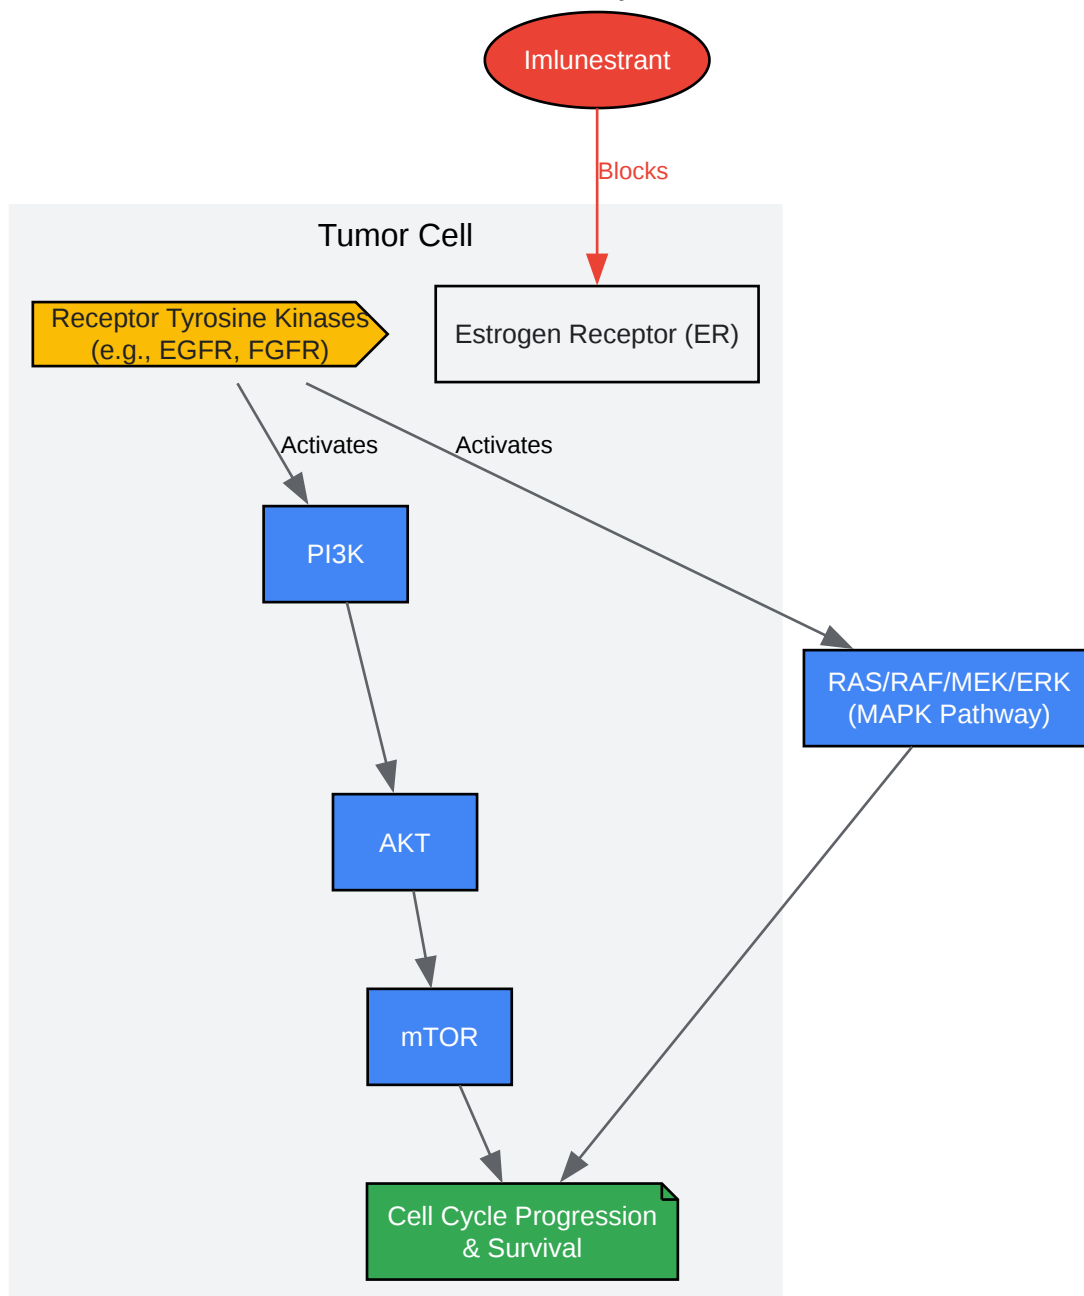 Imlunestrant
Blocks
Tumor Cell
Receptor Tyrosine Kinases
(e.g., EGFR, FGFR)
Estrogen Receptor (ER)
Activates
Activates
PI3K
RAS/RAF/MEK/ERK
(MAPK Pathway)
AKT
mTOR
Cell Cycle Progression
& Survival